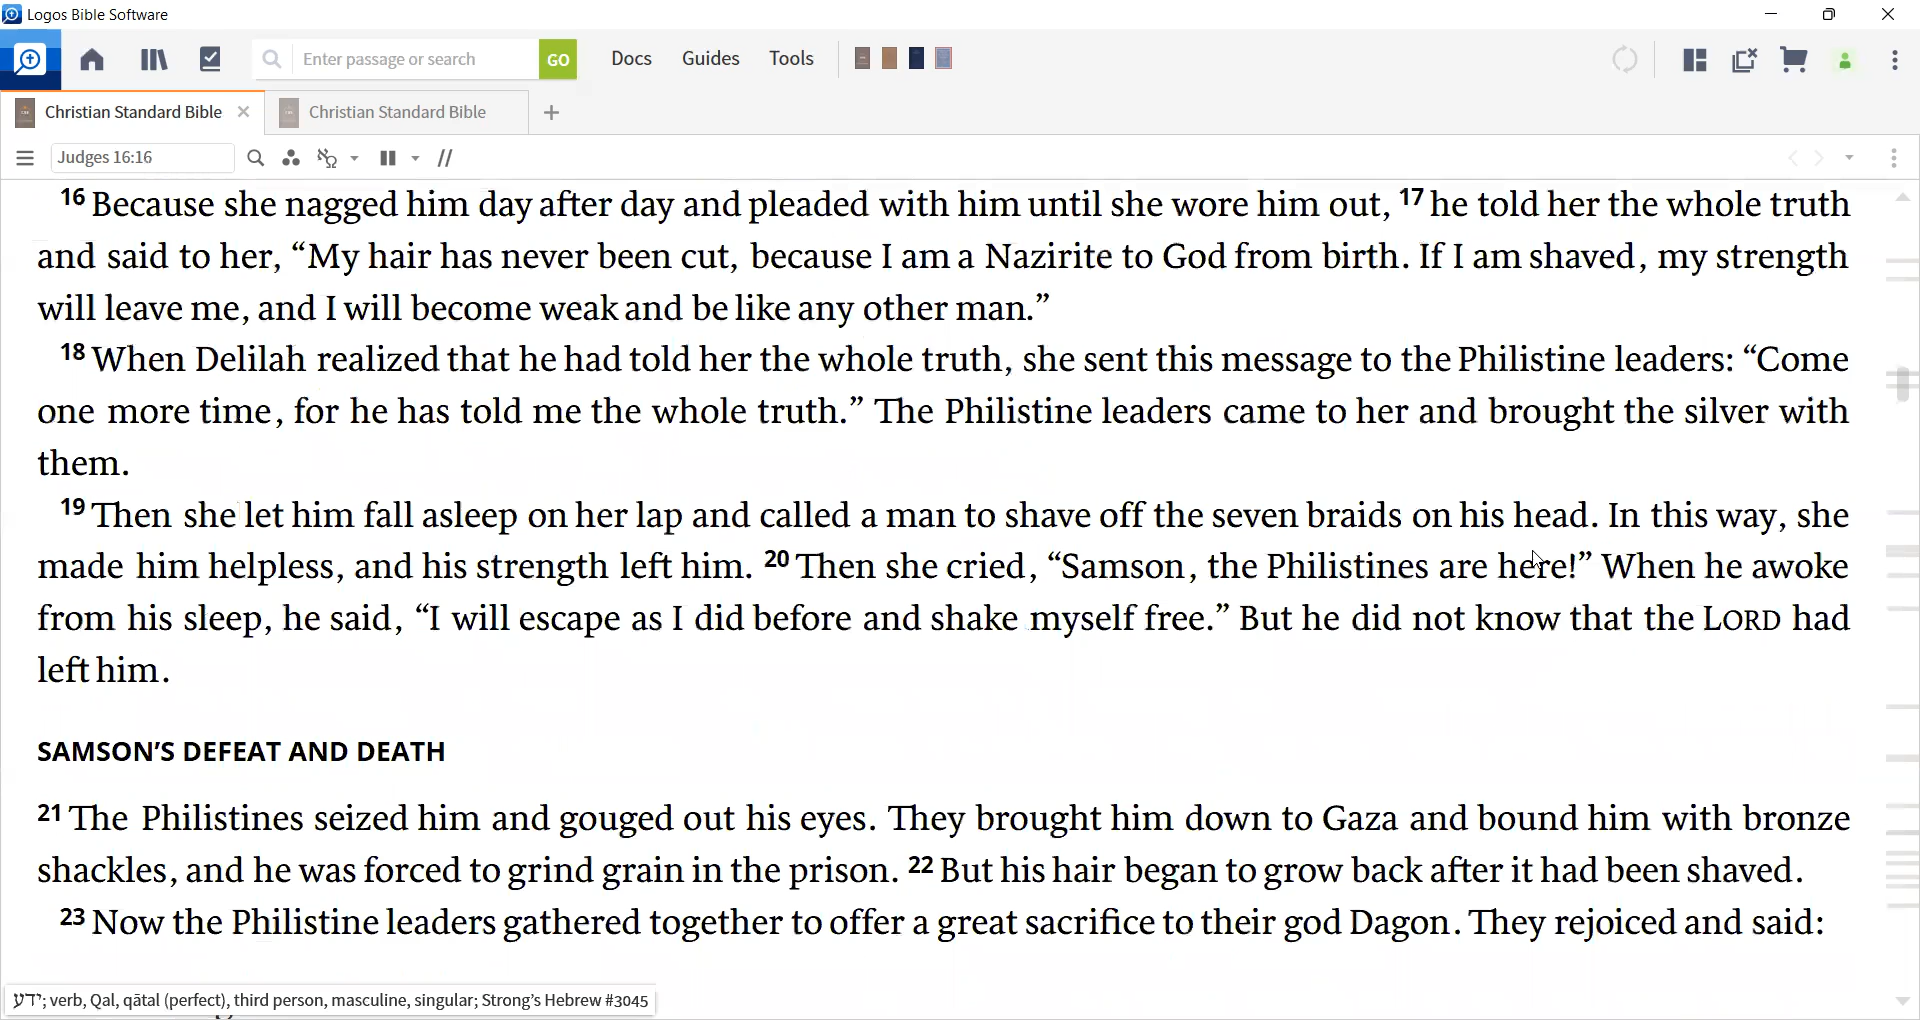 Logos Bible Software
Enter passage or search
GO
Docs
Guides
Tools
Christian Standard Bible
Christian Standard Bible
Judges 16:16
16 Because she nagged him day after day and pleaded with him until she wore him out, 17 he told her the whole truth
and said to her, “My hair has never been cut, because I am a Nazirite to God from birth. If I am shaved, my strength
will leave me, and I will become weak and be like any other man.”
18 When Delilah realized that he had told her the whole truth, she sent this message to the Philistine leaders: “Come
one more time, for he has told me the whole truth.” The Philistine leaders came to her and brought the silver with
them.
19 Then she let him fall asleep on her lap and called a man to shave off the seven braids on his head. In this way, she
made him helpless, and his strength left him. 20 Then she cried, “Samson, the Philistines are here!” When he awoke
from his sleep, he said, “I will escape as I did before and shake myself free.” But he did not know that the LORD had
left him.
SAMSON’S DEFEAT AND DEATH
21 The Philistines seized him and gouged out his eyes. They brought him down to Gaza and bound him with bronze
shackles, and he was forced to grind grain in the prison. 22 But his hair began to grow back after it had been shaved.
23 Now the Philistine leaders gathered together to offer a great sacrifice to their god Dagon. They rejoiced and said:
ידע; verb, Qal, qātal (perfect), third person, masculine, singular; Strong’s Hebrew #3045